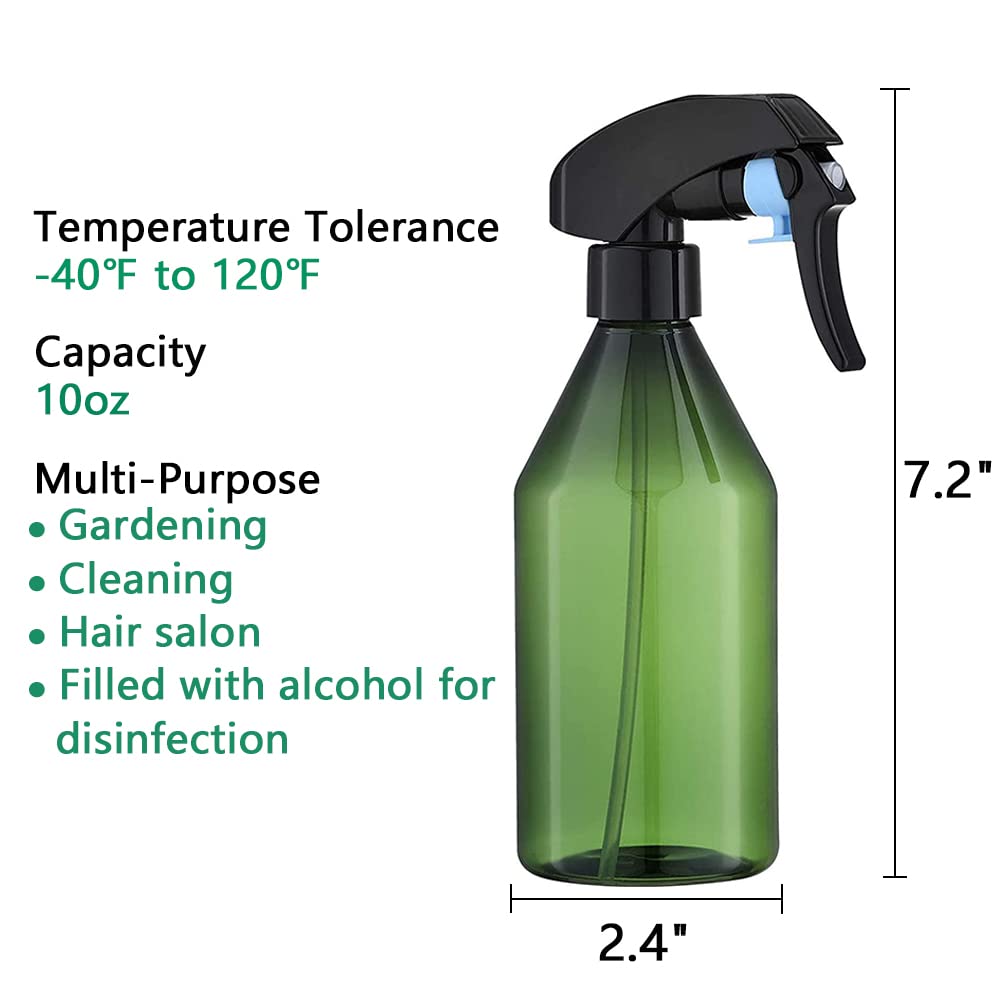 Temperature Tolerance
-40°F to 120°F
Capacity
10oz
Multi-Purpose
• Gardening
• Cleaning
• Hair salon
• Filled with alcohol for
disinfection
7.2"
2.4"